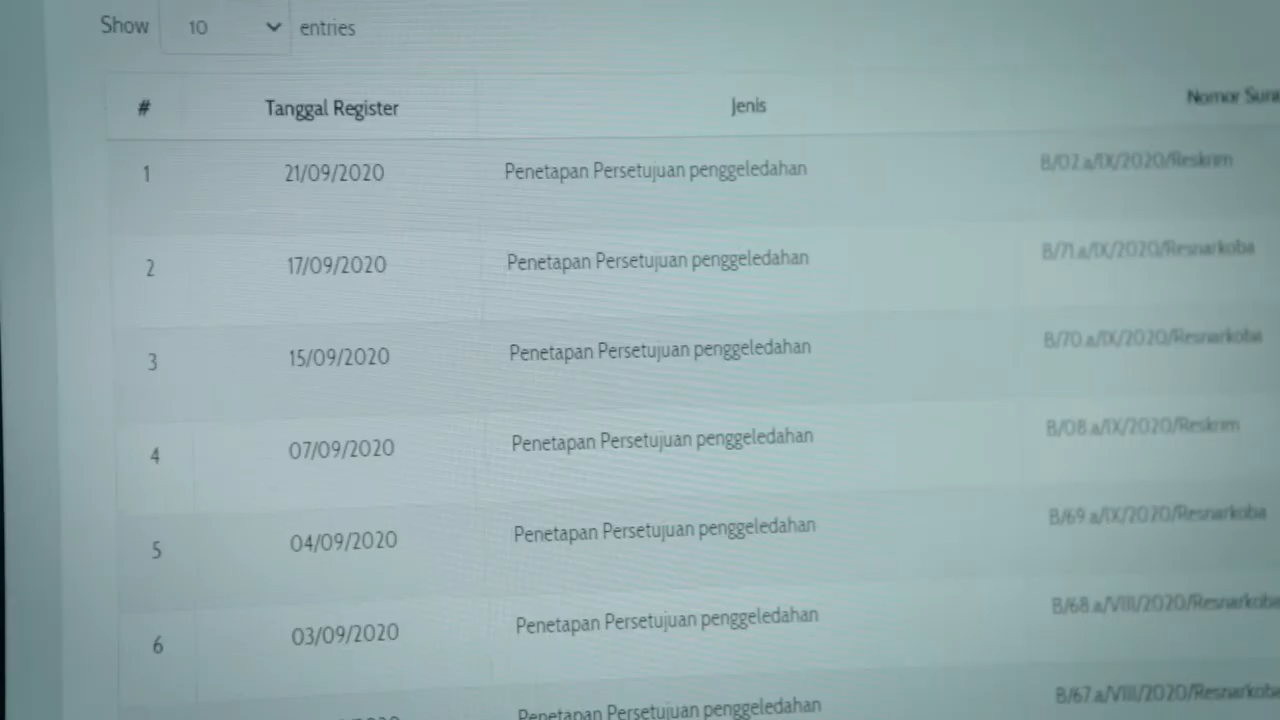 Show 10 entries
# Tanggal Register Jenis Nomor
1 21/09/2020 Penetapan Persetujuan penggeledahan B/02.a/IX/2020/Reskrim
2 17/09/2020 Penetapan Persetujuan penggeledahan B/71.a/IX/2020/Resnarkoba
3 15/09/2020 Penetapan Persetujuan penggeledahan B/70.a/IX/2020/Resnarkoba
4 07/09/2020 Penetapan Persetujuan penggeledahan B/08.a/IX/2020/Reskrim
5 04/09/2020 Penetapan Persetujuan penggeledahan B/69.a/IX/2020/Resnarkoba
6 03/09/2020 Penetapan Persetujuan penggeledahan B/68.a/VIII/2020/Resnarkoba
Penetapan Persetujuan penggeledahan B/67.a/VIII/2020/Resnarkoba